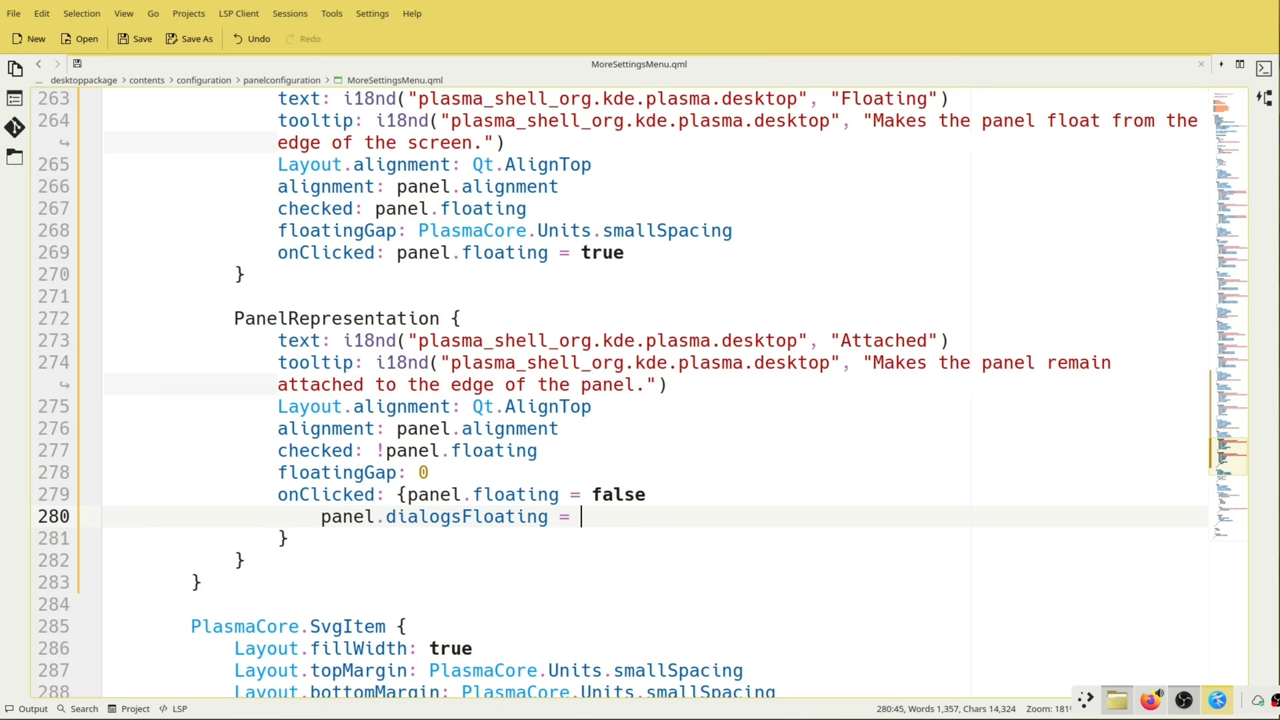 File Edit Selection View Go Projects LSP Client Sessions Tools Settings Help
New Open Save Save As Undo Redo
MoreSettingsMenu.qml
... desktoppackage › contents › configuration › panelconfiguration › MoreSettingsMenu.qml
263 text: i18nd("plasma_shell_org.kde.plasma.desktop", "Floating")
264 tooltip: i18nd("plasma_shell_org.kde.plasma.desktop", "Makes the panel float from the
edge of the screen.")
265 Layout.alignment: Qt.AlignTop
266 alignment: panel.alignment
267 checked: panel.floating
268 floatingGap: PlasmaCore.Units.smallSpacing
269 onClicked: panel.floating = true
270 }
271
272 PanelRepresentation {
273 text: i18nd("plasma_shell_org.kde.plasma.desktop", "Attached")
274 tooltip: i18nd("plasma_shell_org.kde.plasma.desktop", "Makes the panel remain
attached to the edge of the panel.")
275 Layout.alignment: Qt.AlignTop
276 alignment: panel.alignment
277 checked: !panel.floating
278 floatingGap: 0
279 onClicked: {panel.floating = false
280 panel.dialogsFloating =
281 }
282 }
283 }
284
285 PlasmaCore.SvgItem {
286 Layout.fillWidth: true
287 Layout.topMargin: PlasmaCore.Units.smallSpacing
288 Layout.bottomMargin: PlasmaCore.Units.smallSpacing
Output Search Project LSP 280:45, Words 1,357, Chars 14,324 Zoom: 181